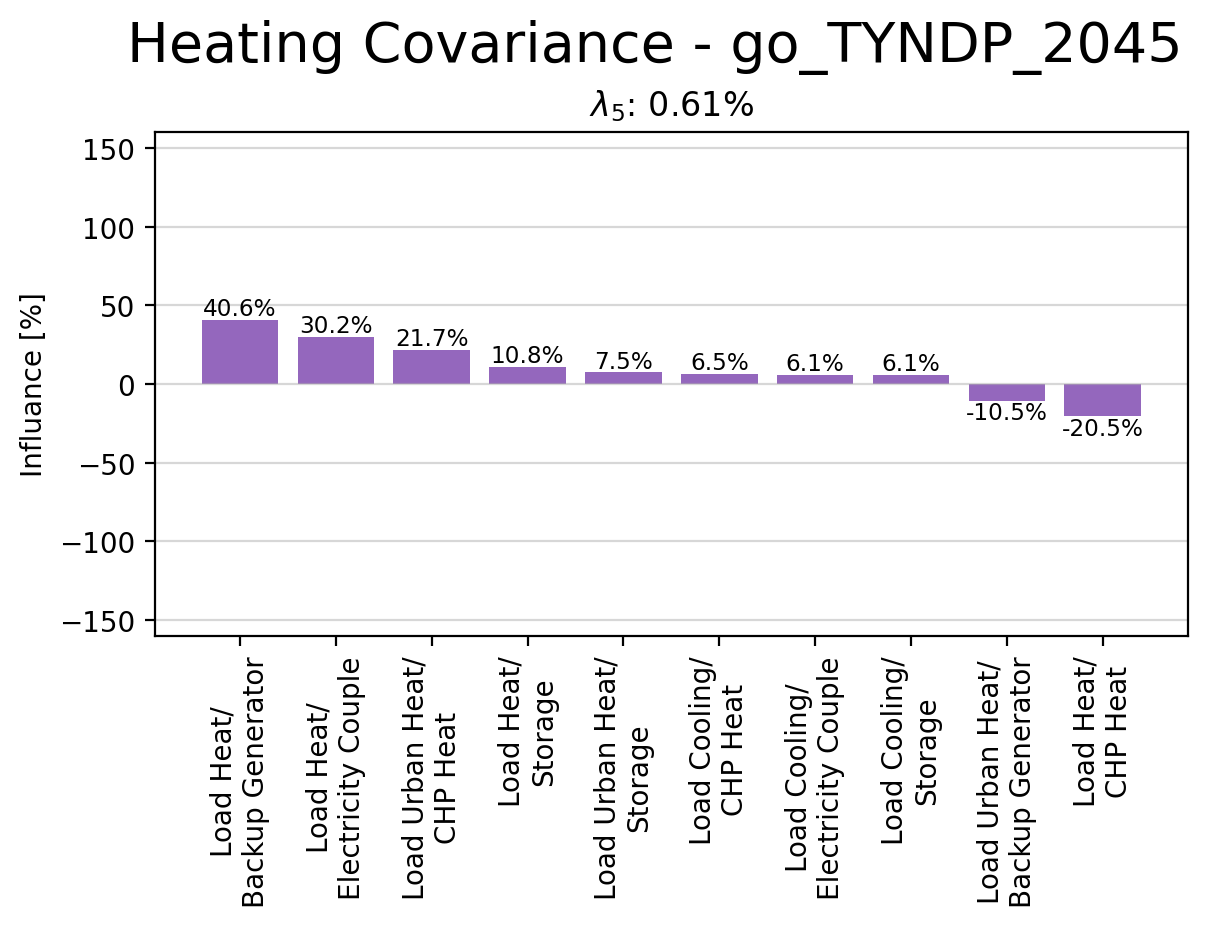 Heating Covariance - go_TYNDP_2045
λ5: 0.61%
Influance [%]
150
100
50
0
−50
−100
−150
40.6%
30.2%
21.7%
10.8%
7.5%
6.5%
6.1%
6.1%
-10.5%
-20.5%
Load Heat/
Backup Generator
Load Heat/
Electricity Couple
Load Urban Heat/
CHP Heat
Load Heat/
Storage
Load Urban Heat/
Storage
Load Cooling/
CHP Heat
Load Cooling/
Electricity Couple
Load Cooling/
Storage
Load Urban Heat/
Backup Generator
Load Heat/
CHP Heat